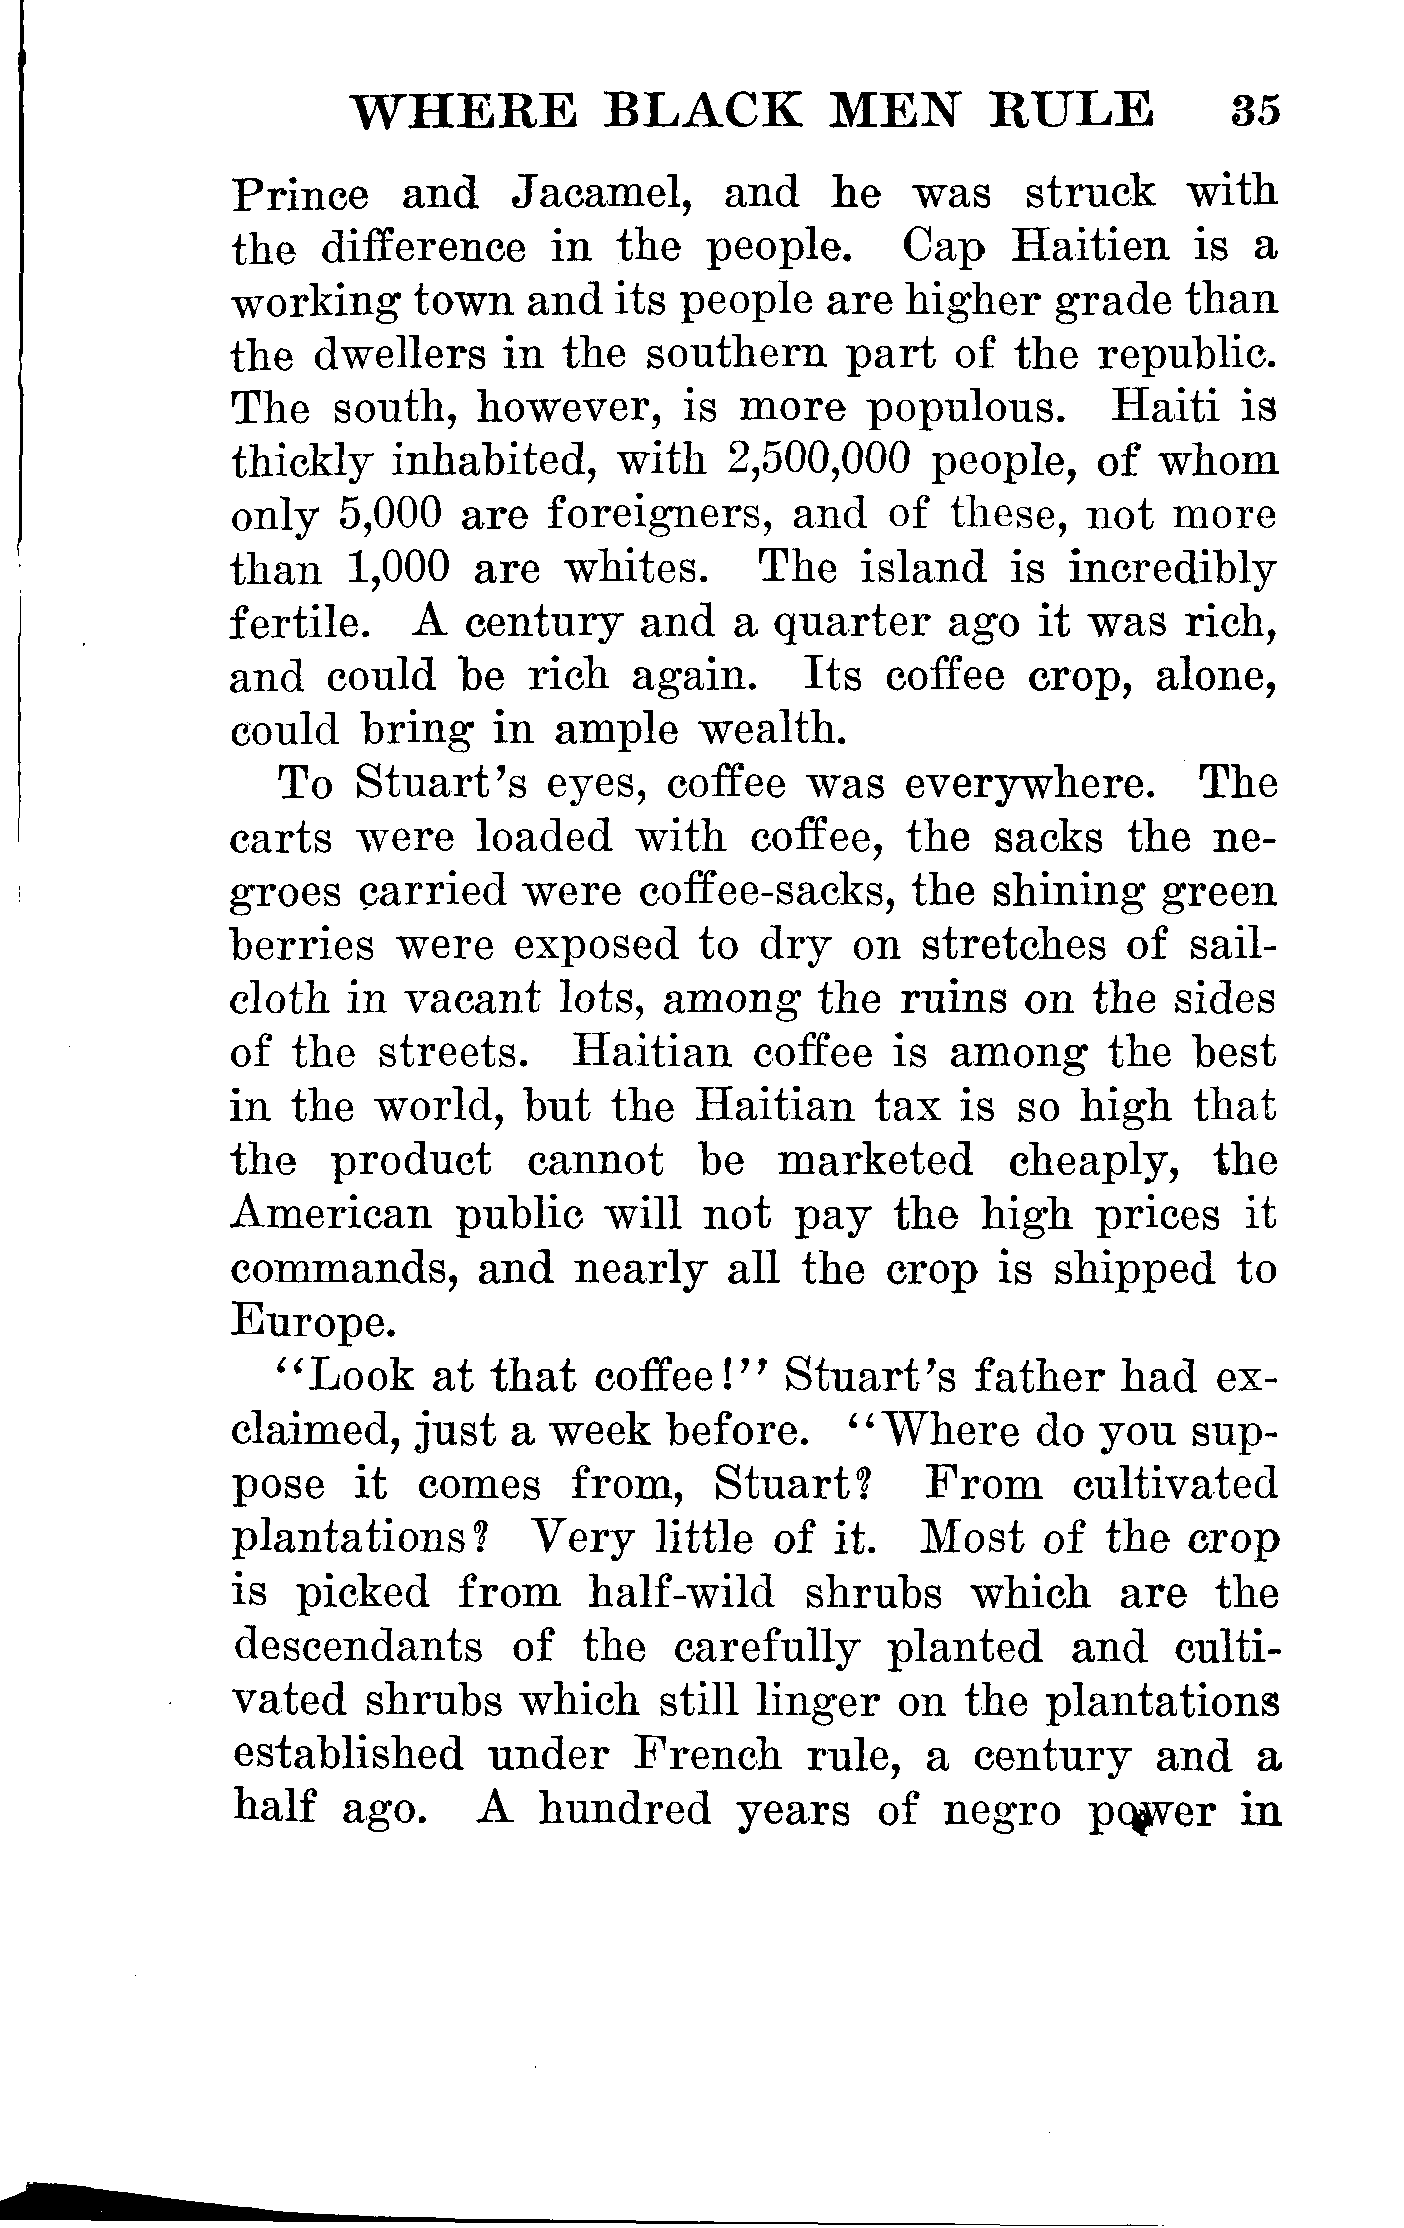 WHERE BLACK MEN RULE 35
Prince and Jacamel, and he was struck with
the difference in the people. Cap Haitien is a
working town and its people are higher grade than
the dwellers in the southern part of the republic.
The south, however, is more populous. Haiti is
thickly inhabited, with 2,500,000 people, of whom
only 5,000 are foreigners, and of these, not more
than 1,000 are whites. The island is incredibly
fertile. A century and a quarter ago it was rich,
and could be rich again. Its coffee crop, alone,
could bring in ample wealth.
To Stuart's eyes, coffee was everywhere. The
carts were loaded with coffee, the sacks the ne-
groes carried were coffee-sacks, the shining green
berries were exposed to dry on stretches of sail-
cloth in vacant lots, among the ruins on the sides
of the streets. Haitian coffee is among the best
in the world, but the Haitian tax is so high that
the product cannot be marketed cheaply, the
American public will not pay the high prices it
commands, and nearly all the crop is shipped to
Europe.
"Look at that coffee!" Stuart's father had ex-
claimed, just a week before. "Where do you sup-
pose it comes from, Stuart? From cultivated
plantations? Very little of it. Most of the crop
is picked from half-wild shrubs which are the
descendants of the carefully planted and culti-
vated shrubs which still linger on the plantations
established under French rule, a century and a
half ago. A hundred years of negro power in